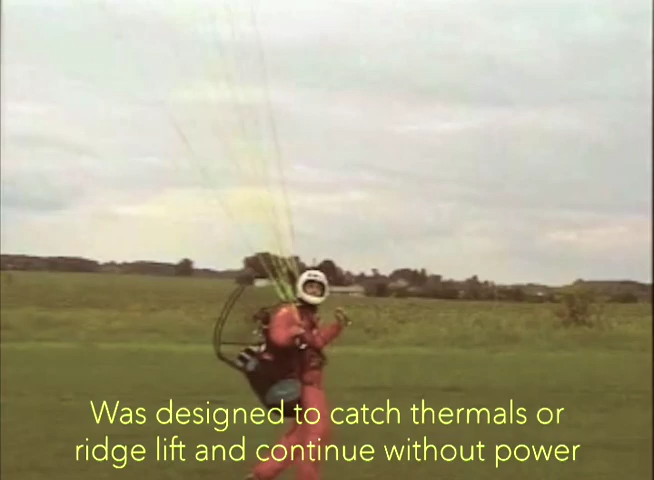 Was designed to catch thermals or
ridge lift and continue without power